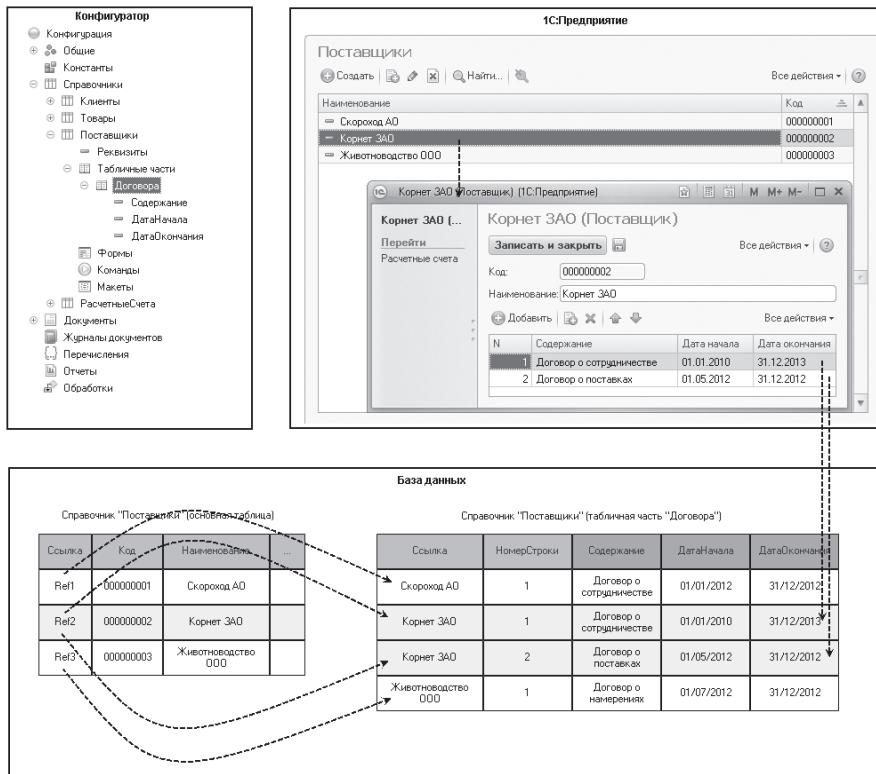 Конфигуратор
Конфигурация
Общие
Константы
Справочники
Клиенты
Товары
Поставщики
Реквизиты
Табличные части
Договора
Содержание
ДатаНачала
ДатаОкончания
Формы
Команды
Макеты
РасчетныеСчета
Документы
Журналы документов
Перечисления
Отчеты
Обработки
1С:Предприятие
Поставщики
Создать Найти... Все действия
Наименование Код
Скороход АО 000000001
Корнет ЗАО 000000002
Животноводство ООО 000000003
Корнет ЗАО (Поставщик) (1С:Предприятие) M M+ M-
Корнет ЗАО (... Корнет ЗАО (Поставщик)
Перейти Записать и закрыть Все действия
Расчетные счета
Код: 000000002
Наименование: Корнет ЗАО
Добавить Все действия
N Содержание Дата начала Дата окончания
1 Договор о сотрудничестве 01.01.2010 31.12.2013
2 Договор о поставках 01.05.2012 31.12.2012
База данных
Справочник "Поставщики" (основная таблица)
Ссылка Код Наименование ...
Ref1 000000001 Скороход АО
Ref2 000000002 Корнет ЗАО
Ref3 000000003 Животноводство
ООО
Справочник "Поставщики" (табличная часть "Договора")
Ссылка НомерСтроки Содержание ДатаНачала ДатаОкончания
Скороход АО 1 Договор о
сотрудничестве 01/01/2012 31/12/2012
Корнет ЗАО 1 Договор о
сотрудничестве 01/01/2010 31/12/2013
Корнет ЗАО 2 Договор о
поставках 01/05/2012 31/12/2012
Животноводство
ООО 1 Договор о
намерениях 01/07/2012 31/12/2012